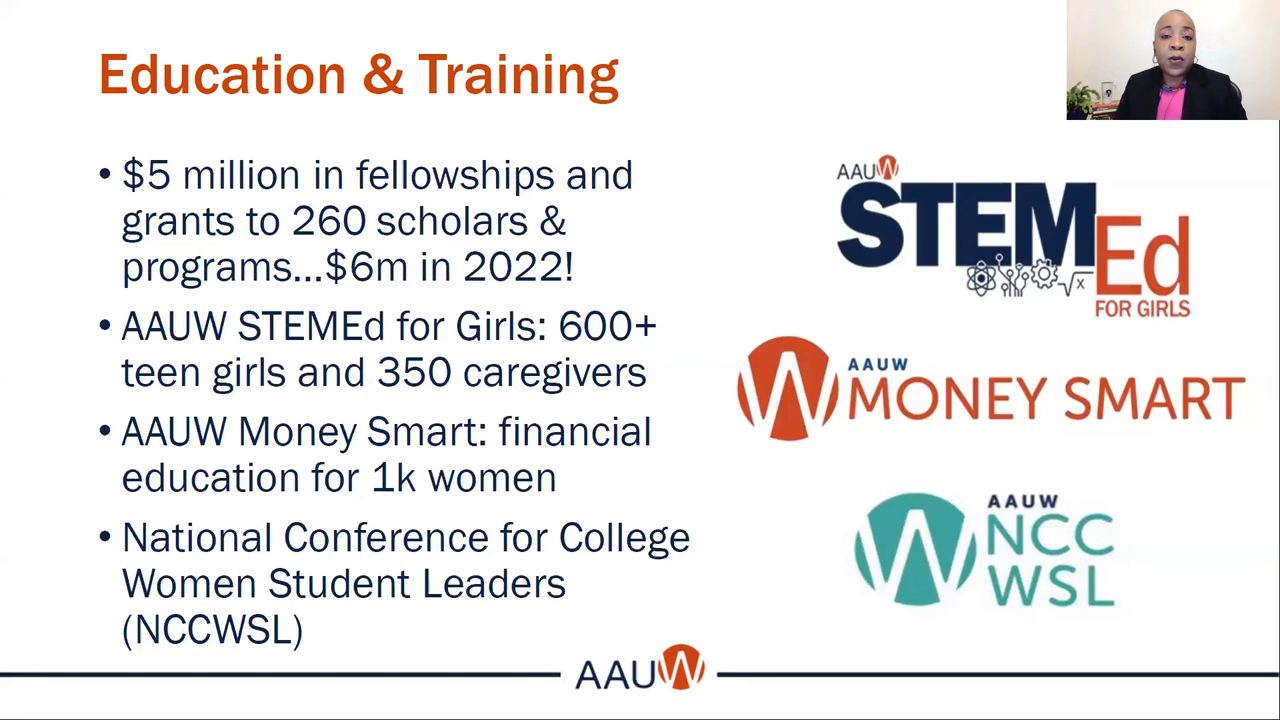 Education & Training
• $5 million in fellowships and
grants to 260 scholars &
programs...$6m in 2022!
• AAUW STEMEd for Girls: 600+
teen girls and 350 caregivers
• AAUW Money Smart: financial
education for 1k women
• National Conference for College
Women Student Leaders
(NCCWSL)
AAUW
STEMEd
√x
FOR GIRLS
AAUW
MONEY SMART
AAUW
NCC
WSL
AAUW